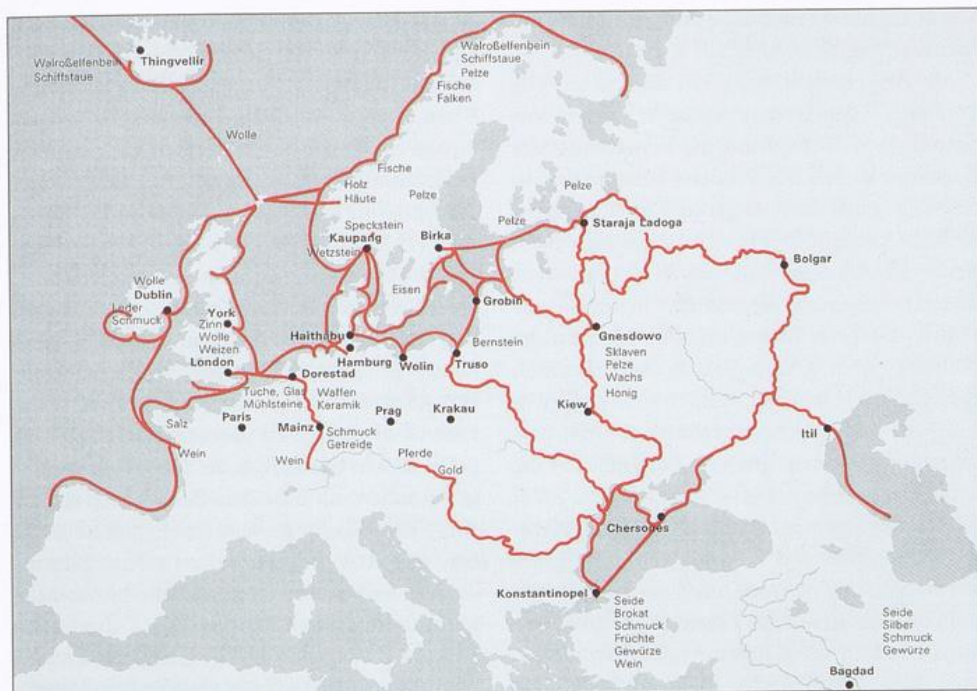 Thingvellir
Walroßelfenbein
Schiffstaue
Walroßelfenbein
Schiffstaue
Pelze
Fische
Falken
Wolle
Fische
Holz
Häute
Pelze
Pelze
Pelze
Staraja Ladoga
Speckstein
Kaupang
Wetzstein
Birka
Bolgar
Wolle
Dublin
Leder
Schmuck
Eisen
Grobin
York
Zinn
Wolle
Weizen
London
Haithabu
Hamburg
Wolin
Bernstein
Truso
Gnesdowo
Sklaven
Pelze
Wachs
Honig
Dorestad
Tuche, Glas
Mühlsteine
Waffen
Keramik
Prag
Krakau
Kiew
Salz
Paris
Mainz
Schmuck
Getreide
Itil
Wein
Wein
Pferde
Gold
Chersones
Konstantinopel
Seide
Brokat
Schmuck
Früchte
Gewürze
Wein
Seide
Silber
Schmuck
Gewürze
Bagdad